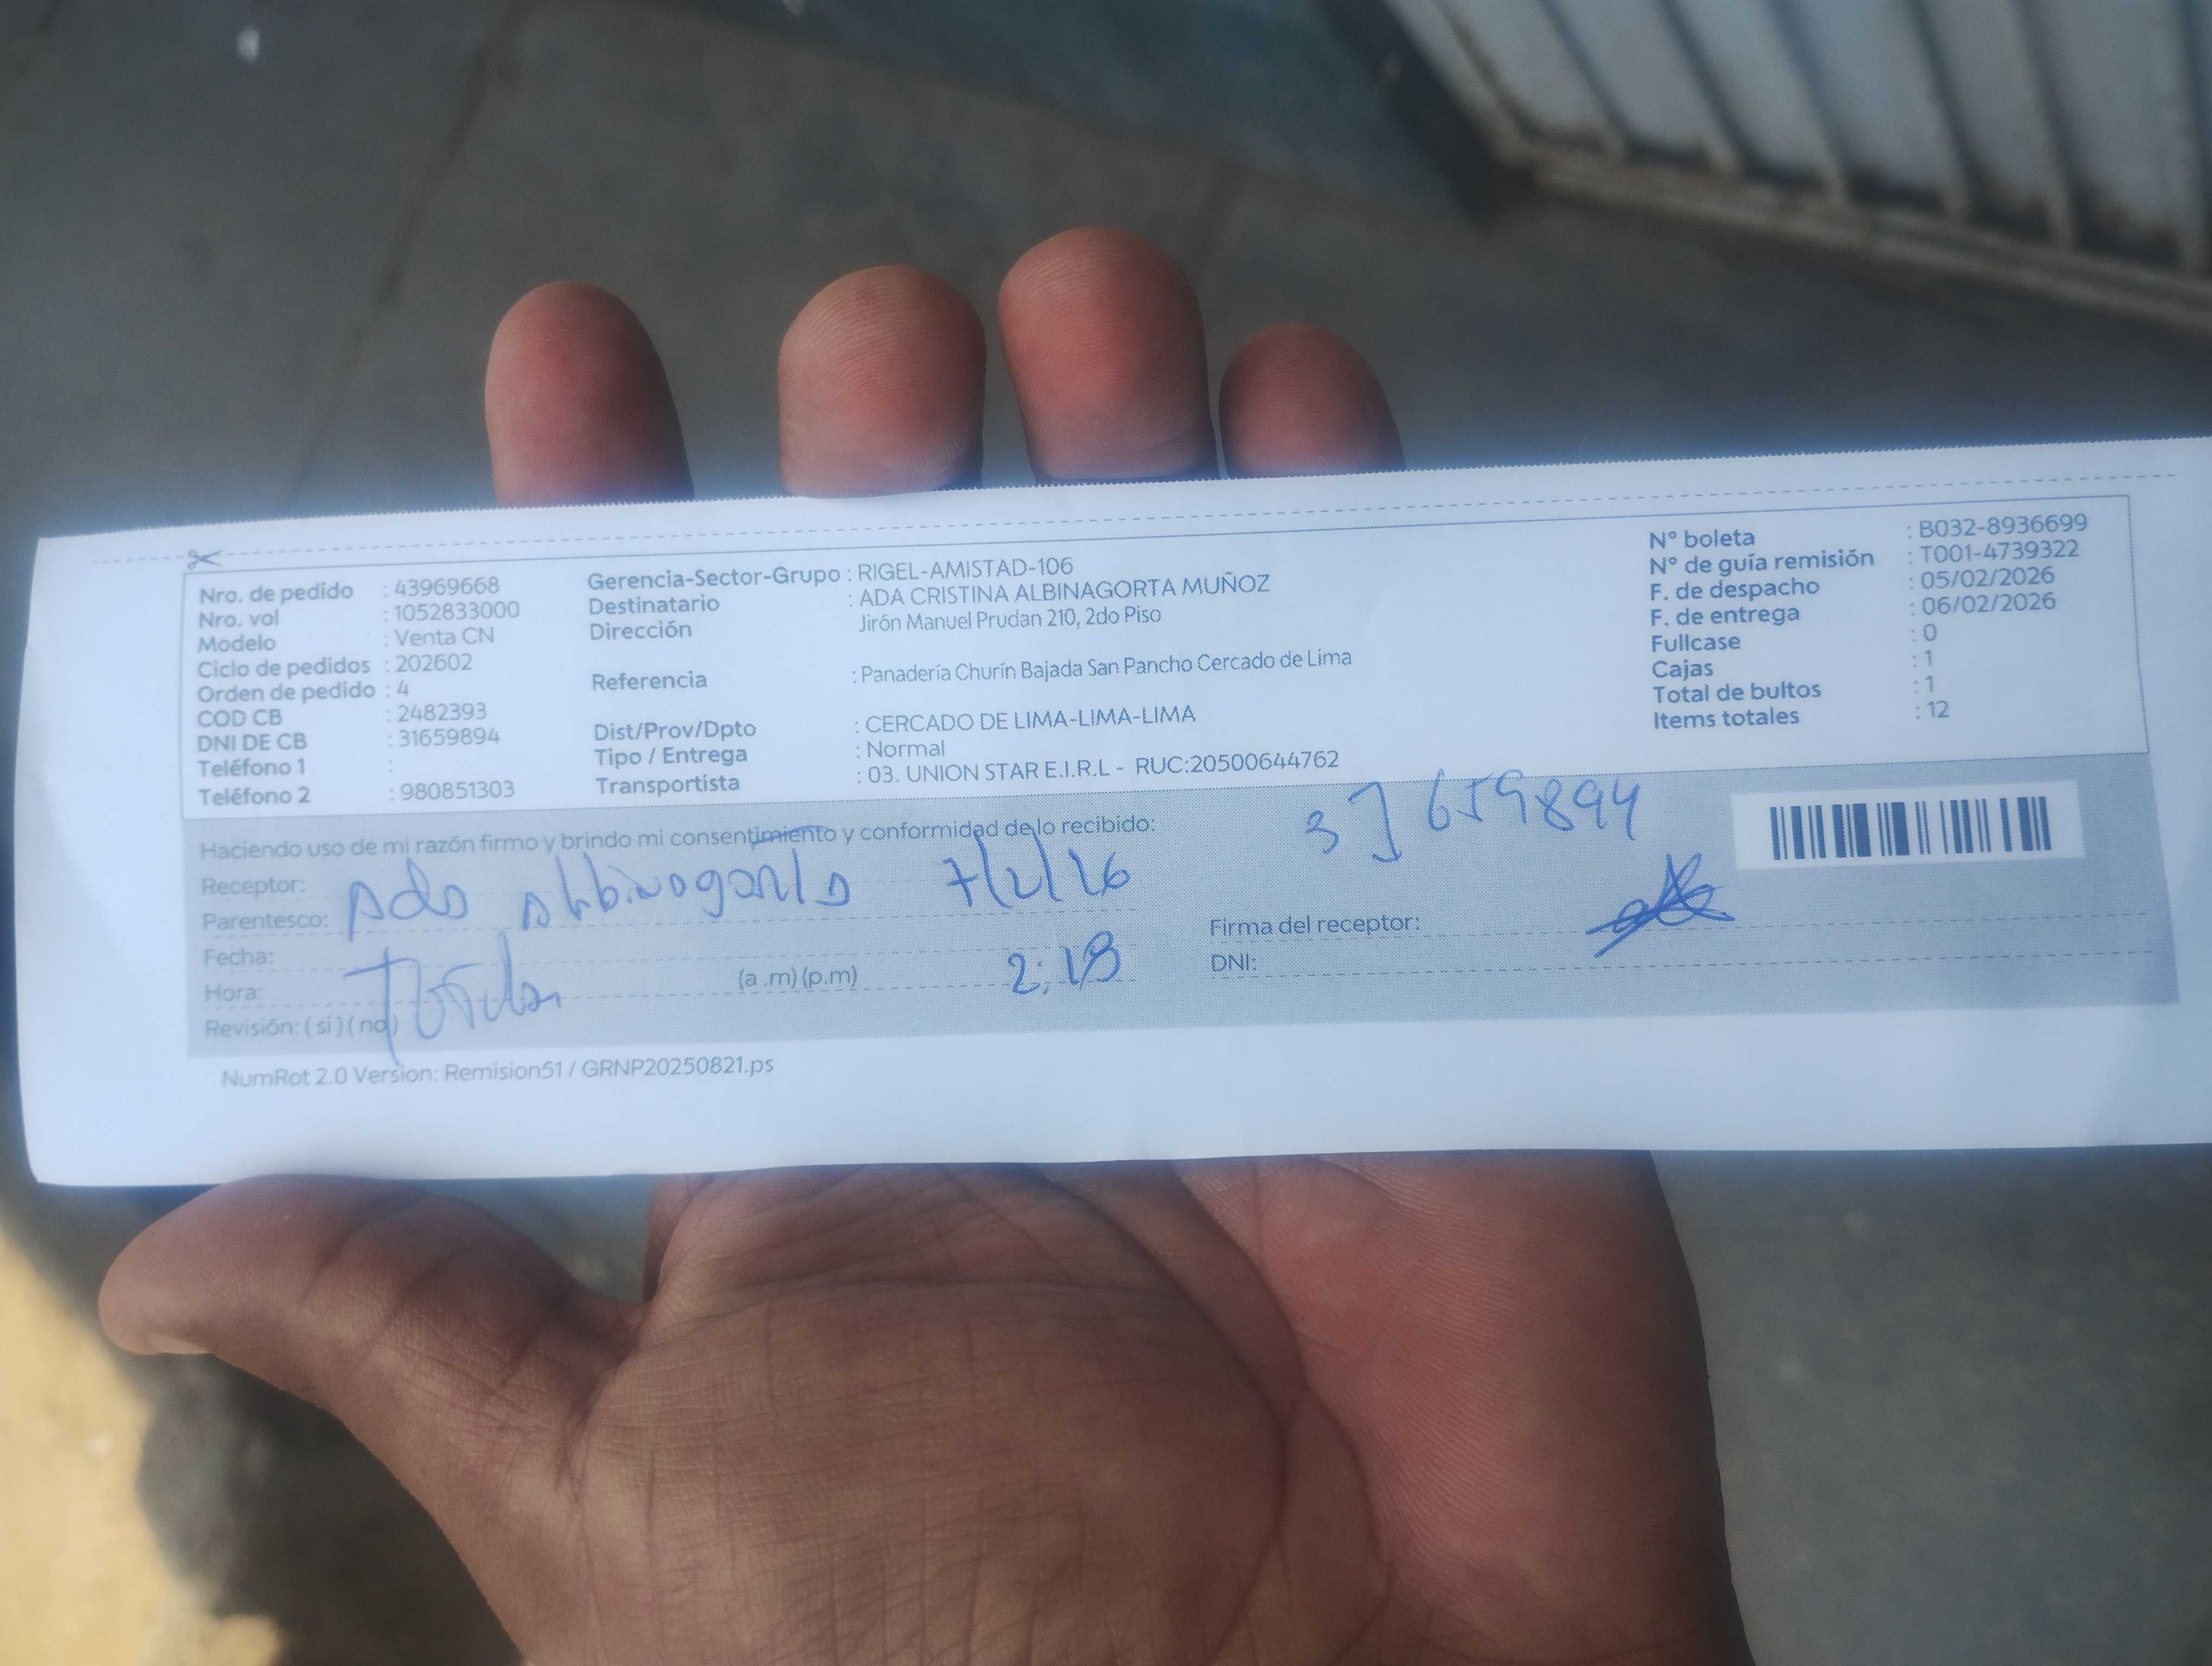 Nro. de pedido : 43969668
Nro. vol : 1052833000
Modelo : Venta CN
Ciclo de pedidos : 202602
Orden de pedido : 4
COD CB : 2482393
DNI DE CB : 31659894
Teléfono 1 :
Teléfono 2 : 980851303
Gerencia-Sector-Grupo : RIGEL-AMISTAD-106
Destinatario : ADA CRISTINA ALBINAGORTA MUÑOZ
Dirección Jirón Manuel Prudan 210, 2do Piso
Referencia : Panadería Churín Bajada San Pancho Cercado de Lima
Dist/Prov/Dpto : CERCADO DE LIMA-LIMA-LIMA
Tipo / Entrega : Normal
Transportista : 03. UNION STAR E.I.R.L - RUC:20500644762
N° boleta : B032-8936699
N° de guía remisión : T001-4739322
F. de despacho : 05/02/2026
F. de entrega : 06/02/2026
Fullcase : 0
Cajas : 1
Total de bultos : 1
Items totales : 12
Haciendo uso de mi razón firmo y brindo mi consentimiento y conformidad de lo recibido:
31659894
Receptor:
Ada Albinagorta 7/2/26
Parentesco:
Fecha:
Hora: (a .m) (p.m) 2:18
Revisión: ( si ) ( no )
Firma del receptor:
DNI:
NumRot 2.0 Version: Remision51 / GRNP20250821.ps